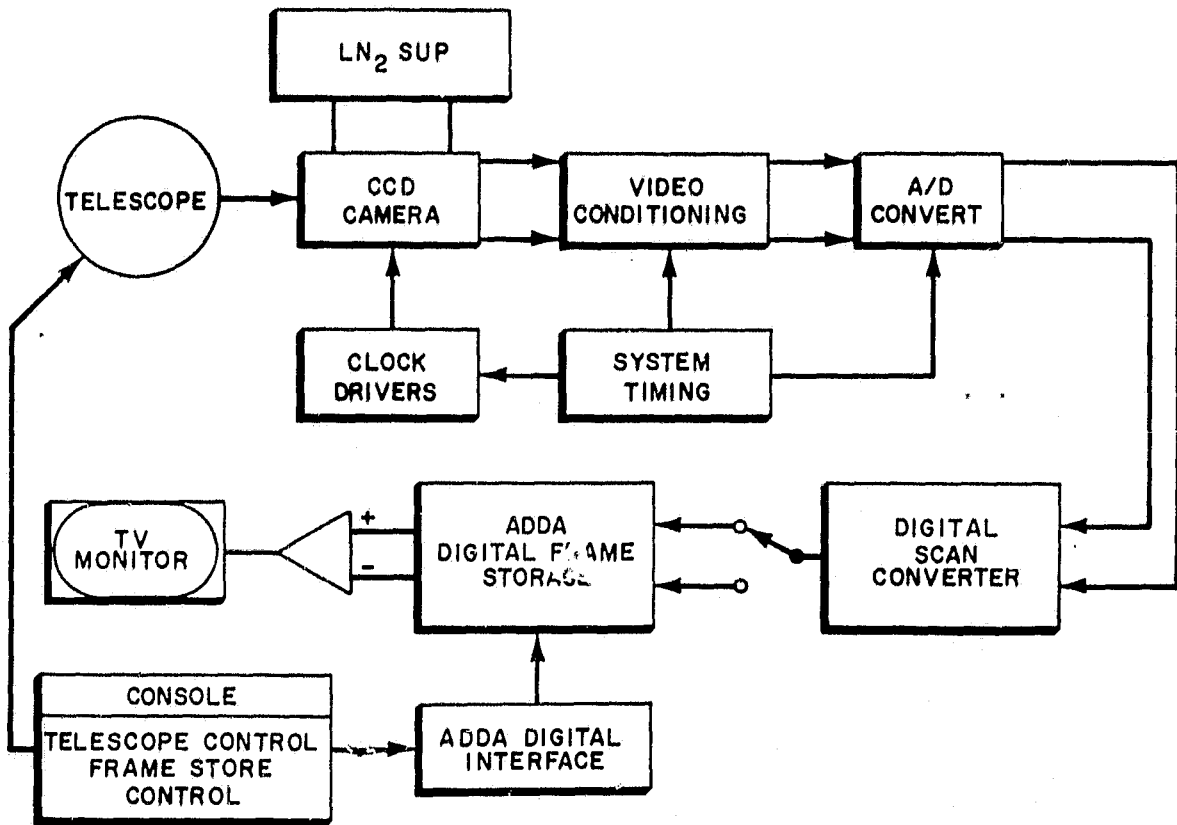 LN₂ SUP
TELESCOPE
CCD
CAMERA
VIDEO
CONDITIONING
A/D
CONVERT
CLOCK
DRIVERS
SYSTEM
TIMING
TV
MONITOR
+
-
ADDA
DIGITAL FRAME
STORAGE
DIGITAL
SCAN
CONVERTER
CONSOLE
TELESCOPE CONTROL
FRAME STORE
CONTROL
ADDA DIGITAL
INTERFACE